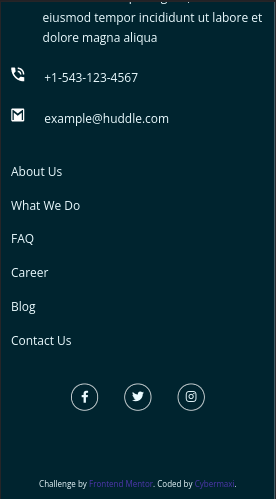 eiusmod tempor incididunt ut labore et
dolore magna aliqua
+1-543-123-4567
example@huddle.com
About Us
What We Do
FAQ
Career
Blog
Contact Us
Challenge by Frontend Mentor. Coded by Cybermaxi.